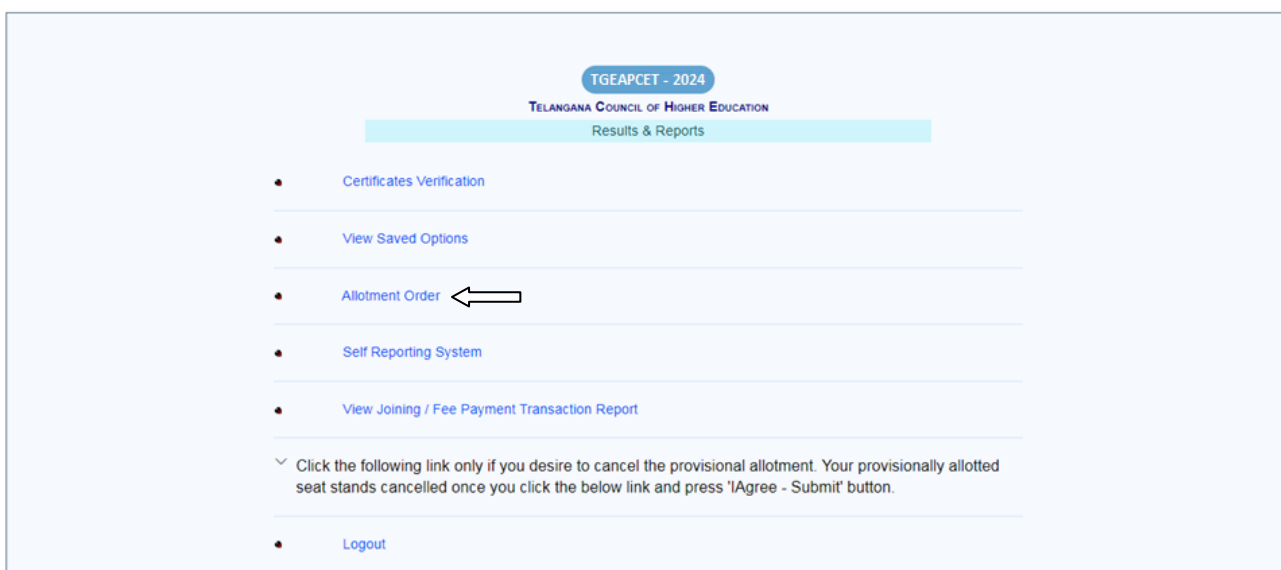 TGEAPCET - 2024
TELANGANA COUNCIL OF HIGHER EDUCATION
Results & Reports
Certificates Verification
View Saved Options
Allotment Order
Self Reporting System
View Joining / Fee Payment Transaction Report
Click the following link only if you desire to cancel the provisional allotment. Your provisionally allotted
seat stands cancelled once you click the below link and press 'IAgree - Submit' button.
Logout